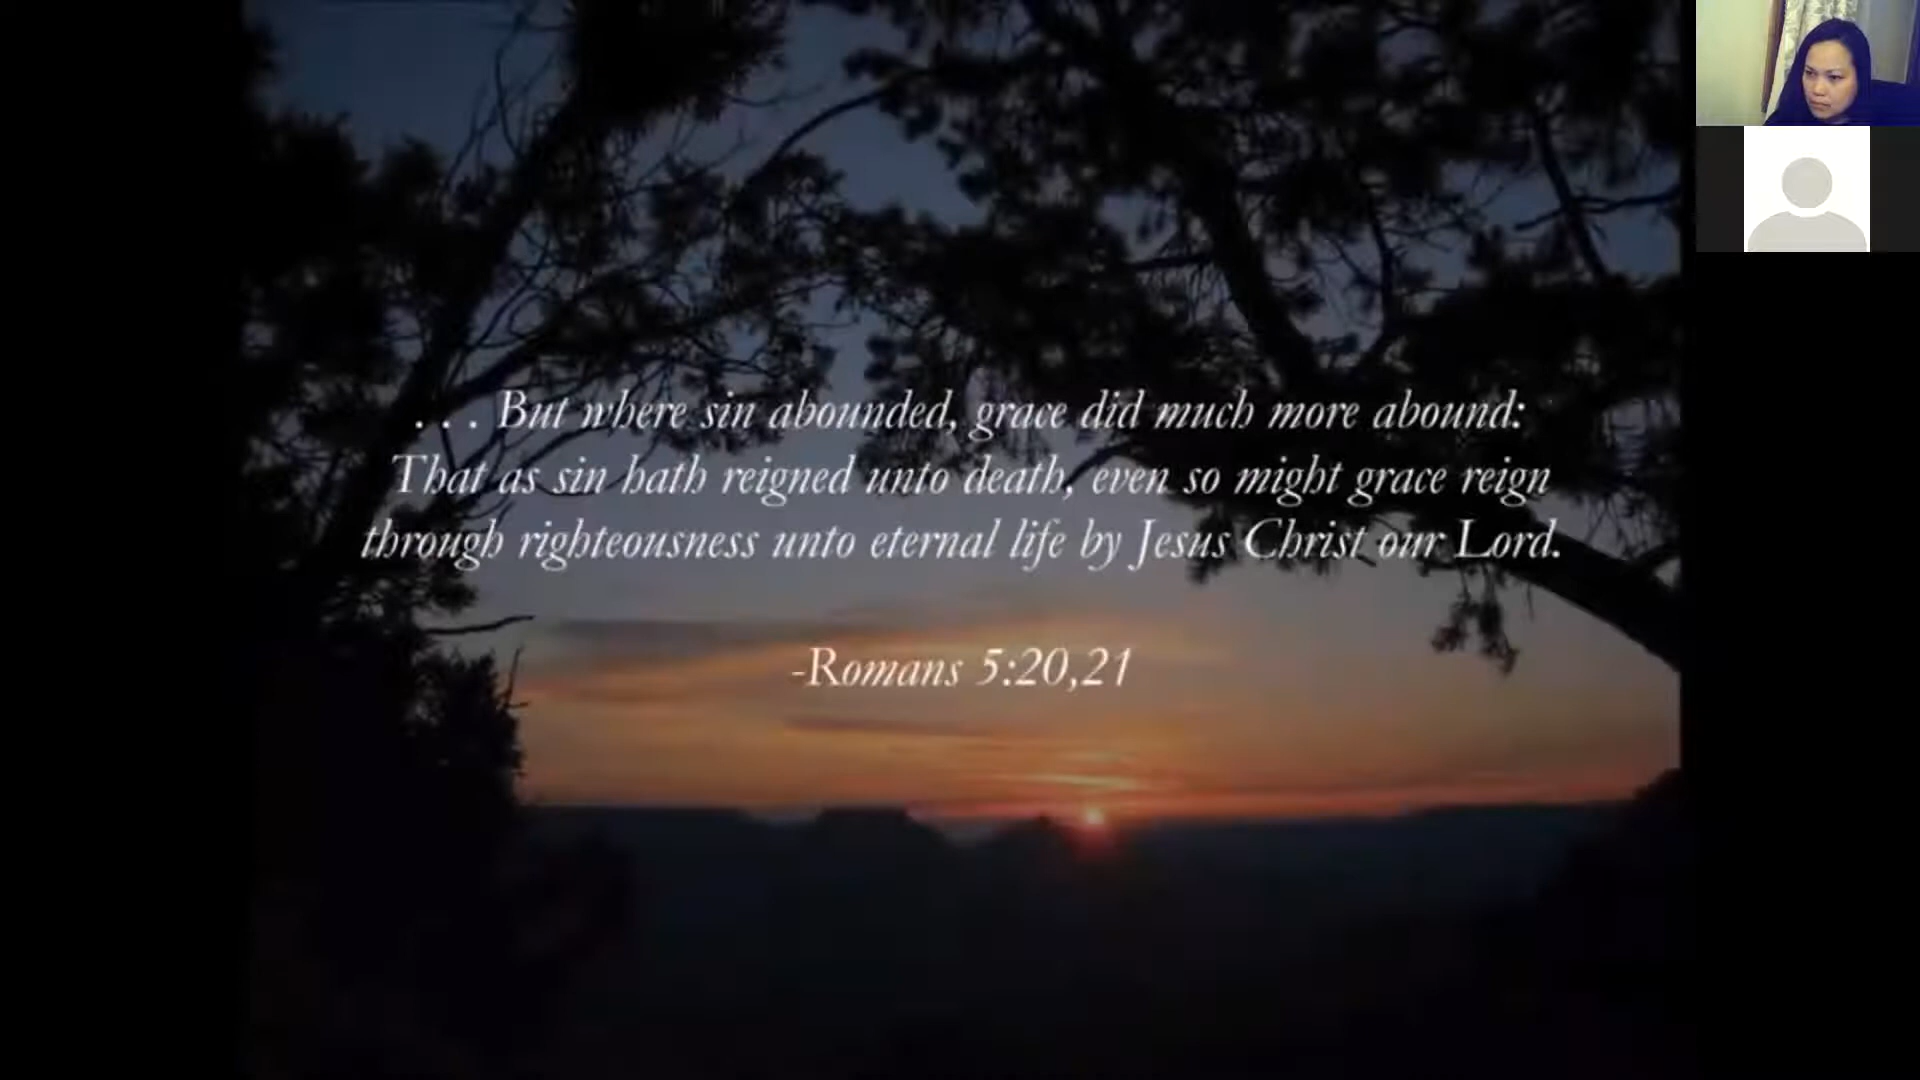 . . . But where sin abounded, grace did much more abound:
That as sin hath reigned unto death, even so might grace reign
through righteousness unto eternal life by Jesus Christ our Lord.
-Romans 5:20,21